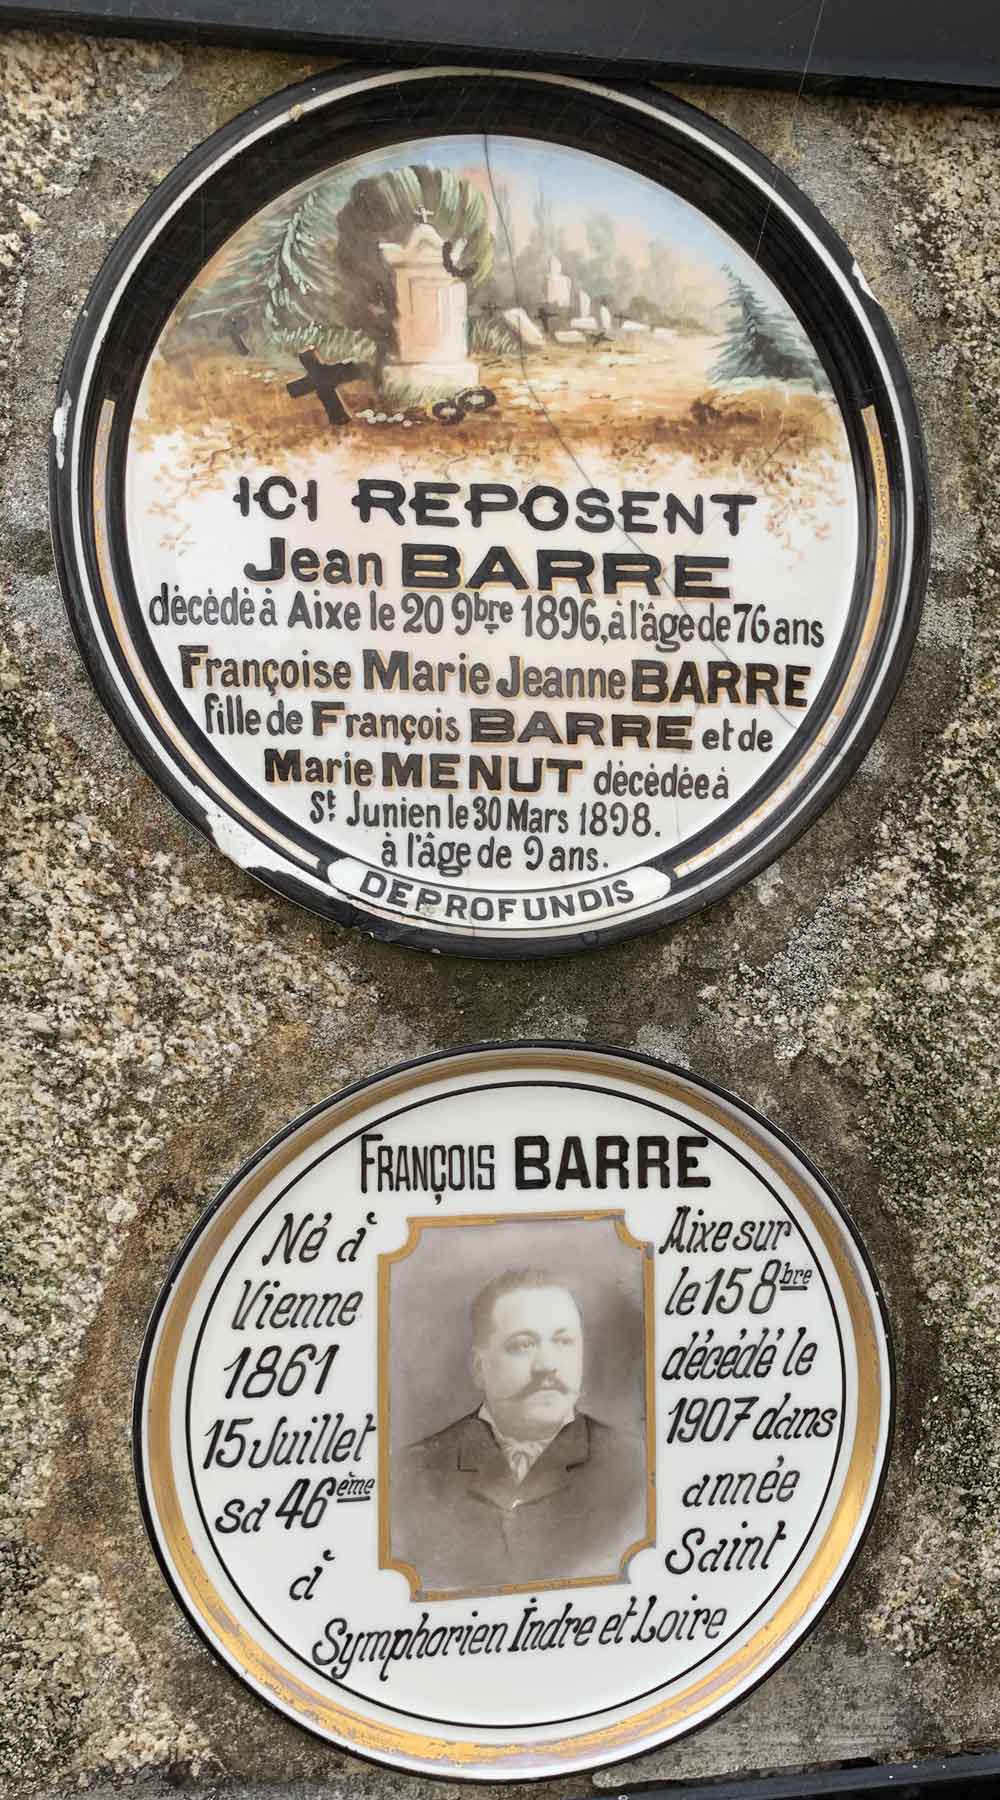 ICI REPOSENT
Jean BARRE
décédé à Aixe le 20 9bre 1896, à l'âge de 76 ans
Françoise Marie Jeanne BARRE
fille de François BARRE et de
Marie MENUT décédée à
St Junien le 30 Mars 1898.
à l'âge de 9 ans.
DE PROFUNDIS
FRANÇOIS BARRE
Né à Aixe sur
Vienne le 15 8bre
1861 décédé le
15 Juillet 1907 dans
sa 46ème année
à Saint
Symphorien Indre et Loire